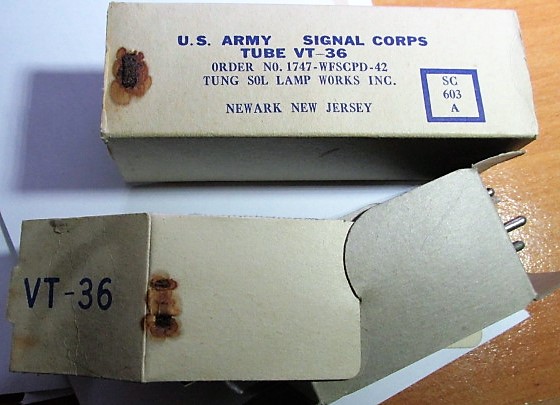 U.S. ARMY SIGNAL CORPS
TUBE VT-36
ORDER NO. 1747-WFSCPD-42
TUNG SOL LAMP WORKS INC.
NEWARK NEW JERSEY
SC
603
A
VT-36